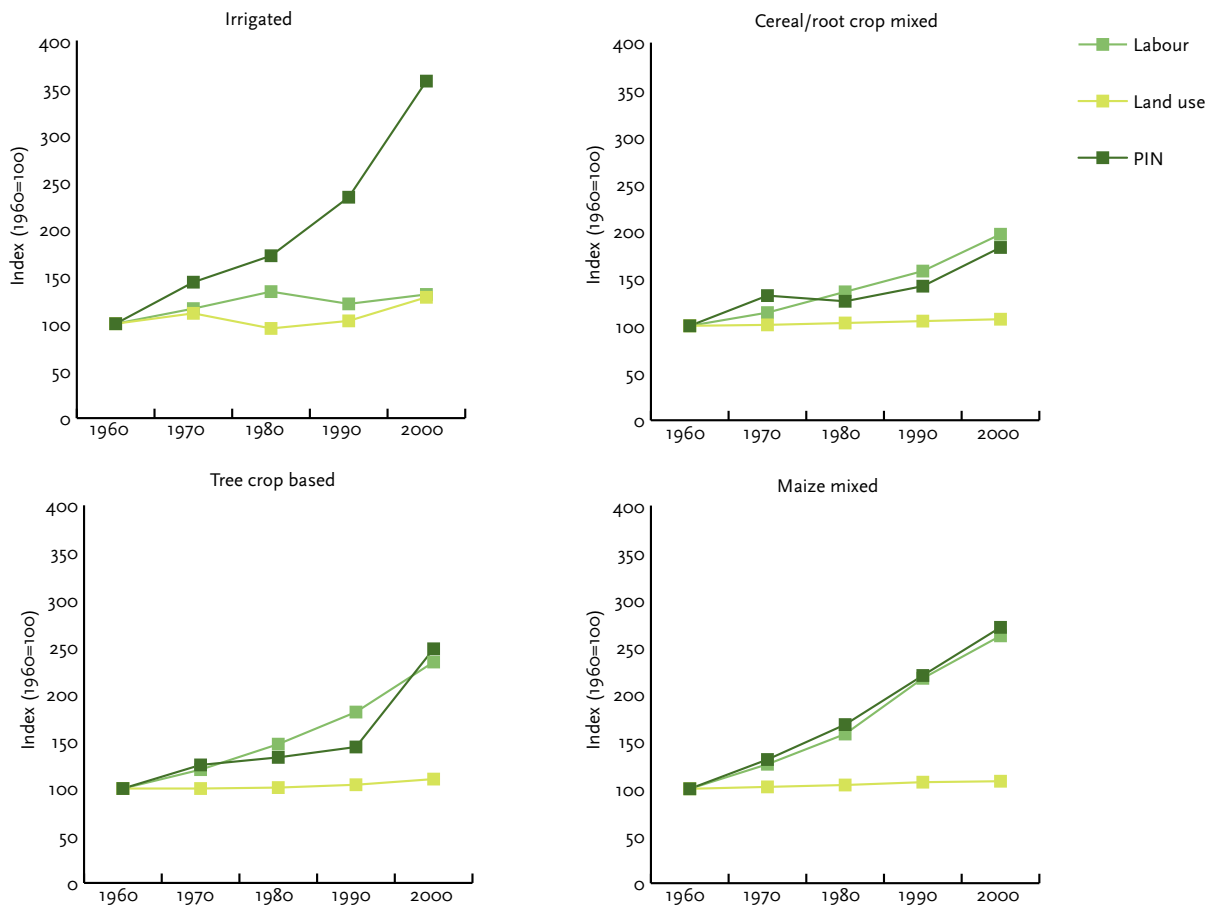 Irrigated
Index (1960=100)
400
350
300
250
200
150
100
50
0
1960 1970 1980 1990 2000
Cereal/root crop mixed
Index (1960=100)
400
350
300
250
200
150
100
50
0
1960 1970 1980 1990 2000
Labour
Land use
PIN
Tree crop based
Index (1960=100)
400
350
300
250
200
150
100
50
0
1960 1970 1980 1990 2000
Maize mixed
Index (1960=100)
400
350
300
250
200
150
100
50
0
1960 1970 1980 1990 2000